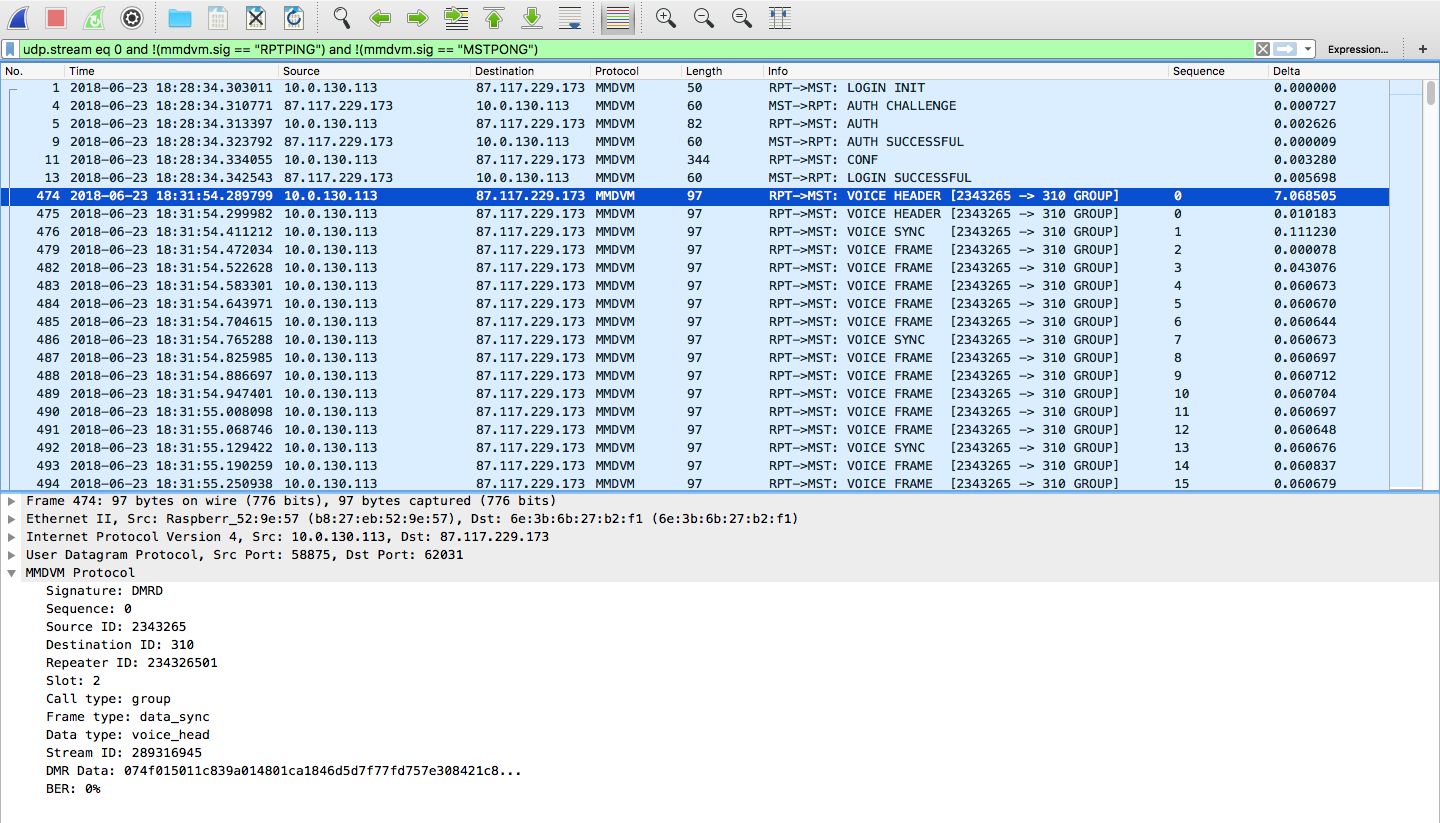 udp.stream eq 0 and !(mmdvm.sig == "RPTPING") and !(mmdvm.sig == "MSTPONG") Expression... +
No. Time Source Destination Protocol Length Info Sequence Delta
1 2018-06-23 18:28:34.303011 10.0.130.113 87.117.229.173 MMDVM 50 RPT->MST: LOGIN INIT 0.000000
4 2018-06-23 18:28:34.310771 87.117.229.173 10.0.130.113 MMDVM 60 MST->RPT: AUTH CHALLENGE 0.000727
5 2018-06-23 18:28:34.313397 10.0.130.113 87.117.229.173 MMDVM 82 RPT->MST: AUTH 0.002626
9 2018-06-23 18:28:34.323792 87.117.229.173 10.0.130.113 MMDVM 60 MST->RPT: AUTH SUCCESSFUL 0.000009
11 2018-06-23 18:28:34.334055 10.0.130.113 87.117.229.173 MMDVM 344 RPT->MST: CONF 0.003280
13 2018-06-23 18:28:34.342543 87.117.229.173 10.0.130.113 MMDVM 60 MST->RPT: LOGIN SUCCESSFUL 0.005698
474 2018-06-23 18:31:54.289799 10.0.130.113 87.117.229.173 MMDVM 97 RPT->MST: VOICE HEADER [2343265 -> 310 GROUP] 0 7.068505
475 2018-06-23 18:31:54.299982 10.0.130.113 87.117.229.173 MMDVM 97 RPT->MST: VOICE HEADER [2343265 -> 310 GROUP] 0 0.010183
476 2018-06-23 18:31:54.411212 10.0.130.113 87.117.229.173 MMDVM 97 RPT->MST: VOICE SYNC [2343265 -> 310 GROUP] 1 0.111230
479 2018-06-23 18:31:54.472034 10.0.130.113 87.117.229.173 MMDVM 97 RPT->MST: VOICE FRAME [2343265 -> 310 GROUP] 2 0.000078
482 2018-06-23 18:31:54.522628 10.0.130.113 87.117.229.173 MMDVM 97 RPT->MST: VOICE FRAME [2343265 -> 310 GROUP] 3 0.043076
483 2018-06-23 18:31:54.583301 10.0.130.113 87.117.229.173 MMDVM 97 RPT->MST: VOICE FRAME [2343265 -> 310 GROUP] 4 0.060673
484 2018-06-23 18:31:54.643971 10.0.130.113 87.117.229.173 MMDVM 97 RPT->MST: VOICE FRAME [2343265 -> 310 GROUP] 5 0.060670
485 2018-06-23 18:31:54.704615 10.0.130.113 87.117.229.173 MMDVM 97 RPT->MST: VOICE FRAME [2343265 -> 310 GROUP] 6 0.060644
486 2018-06-23 18:31:54.765288 10.0.130.113 87.117.229.173 MMDVM 97 RPT->MST: VOICE SYNC [2343265 -> 310 GROUP] 7 0.060673
487 2018-06-23 18:31:54.825985 10.0.130.113 87.117.229.173 MMDVM 97 RPT->MST: VOICE FRAME [2343265 -> 310 GROUP] 8 0.060697
488 2018-06-23 18:31:54.886697 10.0.130.113 87.117.229.173 MMDVM 97 RPT->MST: VOICE FRAME [2343265 -> 310 GROUP] 9 0.060712
489 2018-06-23 18:31:54.947401 10.0.130.113 87.117.229.173 MMDVM 97 RPT->MST: VOICE FRAME [2343265 -> 310 GROUP] 10 0.060704
490 2018-06-23 18:31:55.008098 10.0.130.113 87.117.229.173 MMDVM 97 RPT->MST: VOICE FRAME [2343265 -> 310 GROUP] 11 0.060697
491 2018-06-23 18:31:55.068746 10.0.130.113 87.117.229.173 MMDVM 97 RPT->MST: VOICE FRAME [2343265 -> 310 GROUP] 12 0.060648
492 2018-06-23 18:31:55.129422 10.0.130.113 87.117.229.173 MMDVM 97 RPT->MST: VOICE SYNC [2343265 -> 310 GROUP] 13 0.060676
493 2018-06-23 18:31:55.190259 10.0.130.113 87.117.229.173 MMDVM 97 RPT->MST: VOICE FRAME [2343265 -> 310 GROUP] 14 0.060837
494 2018-06-23 18:31:55.250938 10.0.130.113 87.117.229.173 MMDVM 97 RPT->MST: VOICE FRAME [2343265 -> 310 GROUP] 15 0.060679
Frame 474: 97 bytes on wire (776 bits), 97 bytes captured (776 bits)
Ethernet II, Src: Raspberr_52:9e:57 (b8:27:eb:52:9e:57), Dst: 6e:3b:6b:27:b2:f1 (6e:3b:6b:27:b2:f1)
Internet Protocol Version 4, Src: 10.0.130.113, Dst: 87.117.229.173
User Datagram Protocol, Src Port: 58875, Dst Port: 62031
MMDVM Protocol
Signature: DMRD
Sequence: 0
Source ID: 2343265
Destination ID: 310
Repeater ID: 234326501
Slot: 2
Call type: group
Frame type: data_sync
Data type: voice_head
Stream ID: 289316945
DMR Data: 074f015011c839a014801ca1846d5d7f77fd757e308421c8...
BER: 0%